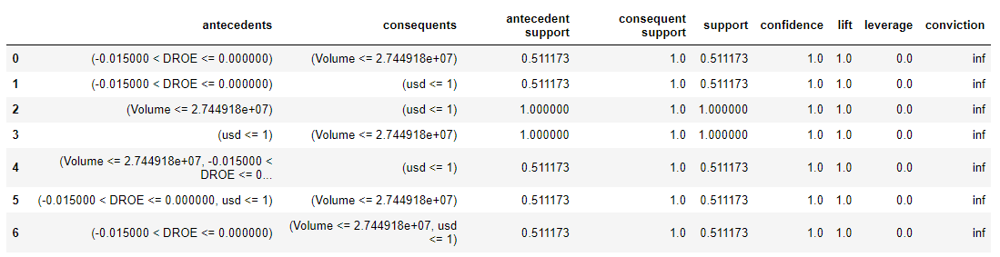 antecedents consequents antecedent support consequent support support confidence lift leverage conviction
0 (-0.015000 < DROE <= 0.000000) (Volume <= 2.744918e+07) 0.511173 1.0 0.511173 1.0 1.0 0.0 inf
1 (-0.015000 < DROE <= 0.000000) (usd <= 1) 0.511173 1.0 0.511173 1.0 1.0 0.0 inf
2 (Volume <= 2.744918e+07) (usd <= 1) 1.000000 1.0 1.000000 1.0 1.0 0.0 inf
3 (usd <= 1) (Volume <= 2.744918e+07) 1.000000 1.0 1.000000 1.0 1.0 0.0 inf
4 (Volume <= 2.744918e+07, -0.015000 < DROE <= 0... (usd <= 1) 0.511173 1.0 0.511173 1.0 1.0 0.0 inf
5 (-0.015000 < DROE <= 0.000000, usd <= 1) (Volume <= 2.744918e+07) 0.511173 1.0 0.511173 1.0 1.0 0.0 inf
6 (-0.015000 < DROE <= 0.000000) (Volume <= 2.744918e+07, usd <= 1) 0.511173 1.0 0.511173 1.0 1.0 0.0 inf